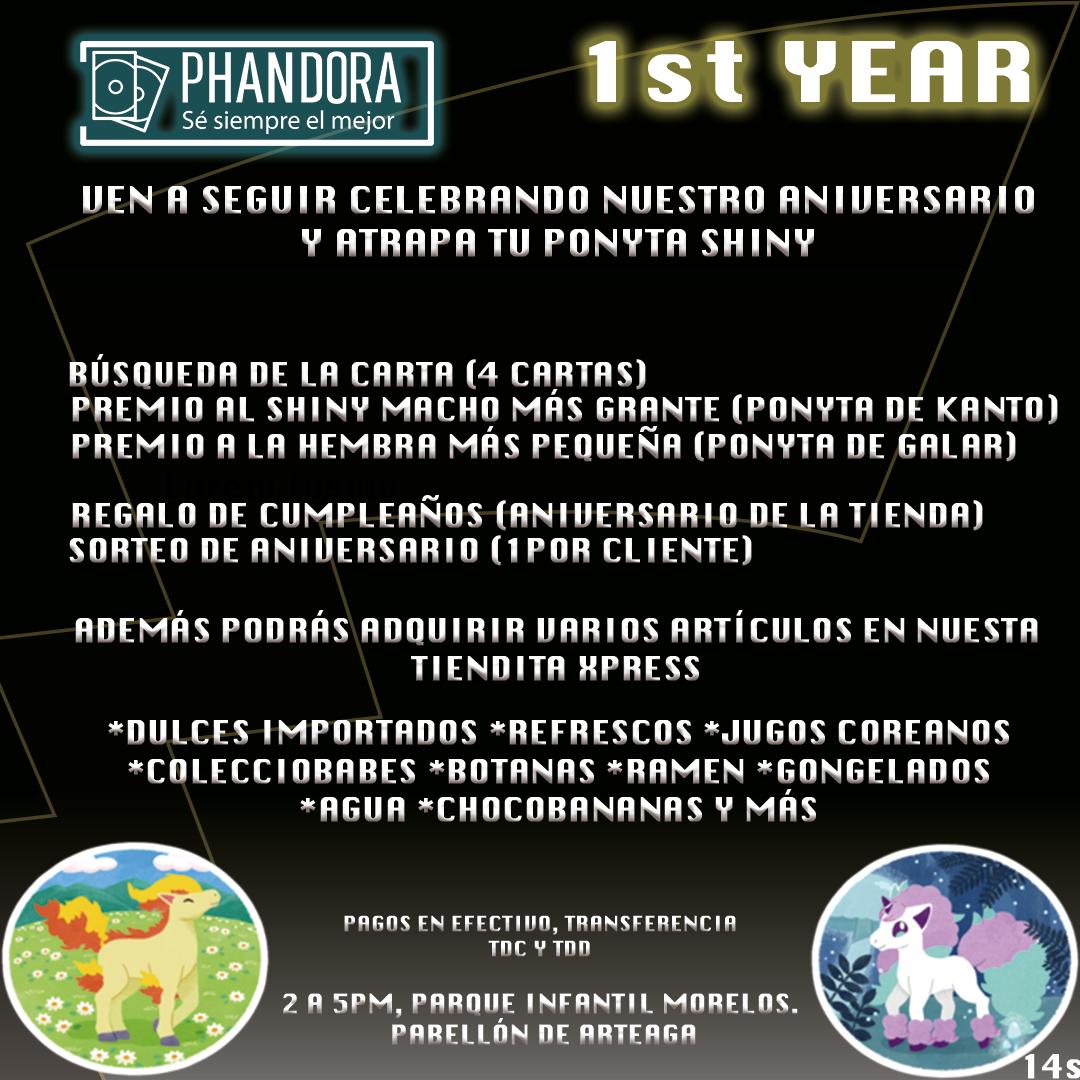 PHANDORA
Sé siempre el mejor
1st YEAR
VEN A SEGUIR CELEBRANDO NUESTRO ANIVERSARIO
Y ATRAPA TU PONYTA SHINY
BÚSQUEDA DE LA CARTA (4 CARTAS)
PREMIO AL SHINY MACHO MÁS GRANTE (PONYTA DE KANTO)
PREMIO A LA HEMBRA MÁS PEQUEÑA (PONYTA DE GALAR)
Lorem Ipsum
REGALO DE CUMPLEAÑOS (ANIVERSARIO DE LA TIENDA)
SORTEO DE ANIVERSARIO (1 POR CLIENTE)
ADEMÁS PODRÁS ADQUIRIR VARIOS ARTÍCULOS EN NUESTA
TIENDITA XPRESS
*DULCES IMPORTADOS *REFRESCOS *JUGOS COREANOS
*COLECCIOBABES *BOTANAS *RAMEN *GONGELADOS
*AGUA *CHOCOBANANAS Y MÁS
PAGOS EN EFECTIVO, TRANSFERENCIA
TDC Y TDD
2 A 5PM, PARQUE INFANTIL MORELOS.
PABELLÓN DE ARTEAGA
14s